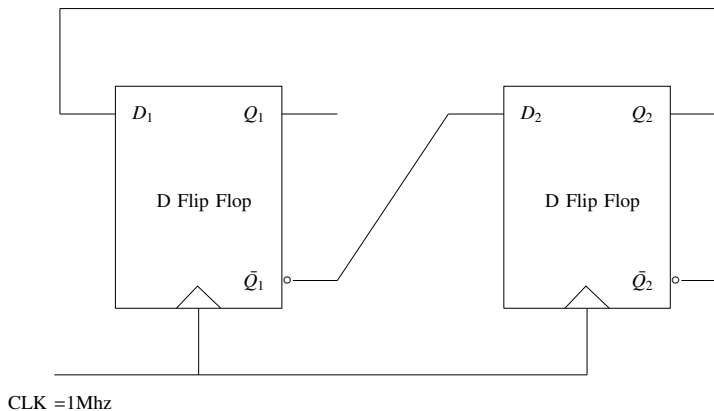 D₁ Q₁
D Flip Flop
Q̄₁
D₂ Q₂
D Flip Flop
Q̄₂
CLK =1Mhz